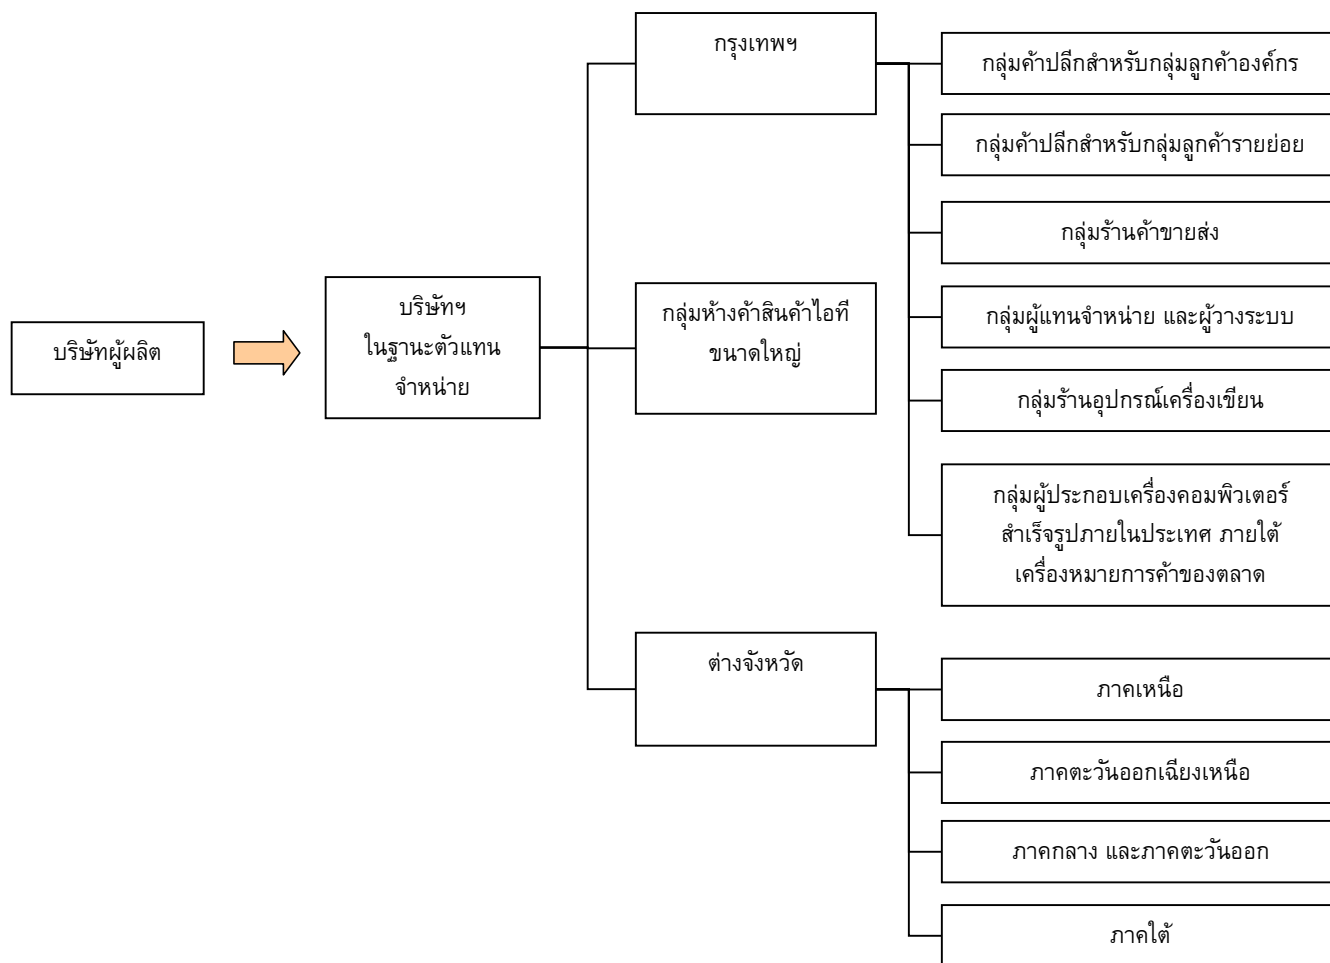 บริษัทผู้ผลิต
บริษัทฯ
ในฐานะตัวแทน
จำหน่าย
กรุงเทพฯ
กลุ่มค้าปลีกสำหรับกลุ่มลูกค้าองค์กร
กลุ่มค้าปลีกสำหรับกลุ่มลูกค้ารายย่อย
กลุ่มร้านค้าขายส่ง
กลุ่มผู้แทนจำหน่าย และผู้วางระบบ
กลุ่มร้านอุปกรณ์เครื่องเขียน
กลุ่มผู้ประกอบเครื่องคอมพิวเตอร์
สำเร็จรูปภายในประเทศ ภายใต้
เครื่องหมายการค้าของตลาด
กลุ่มห้างค้าสินค้าไอที
ขนาดใหญ่
ต่างจังหวัด
ภาคเหนือ
ภาคตะวันออกเฉียงเหนือ
ภาคกลาง และภาคตะวันออก
ภาคใต้